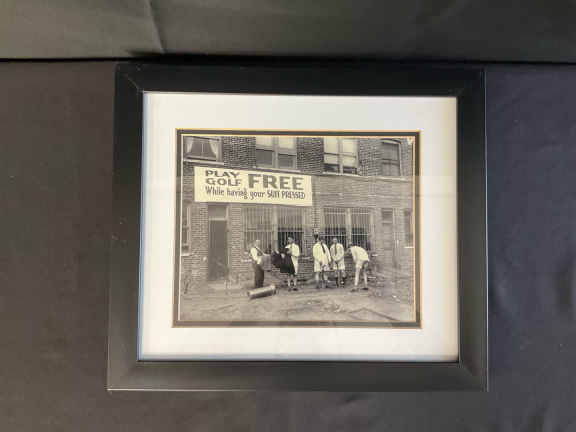 PLAY
GOLF FREE
While having your SUIT PRESSED